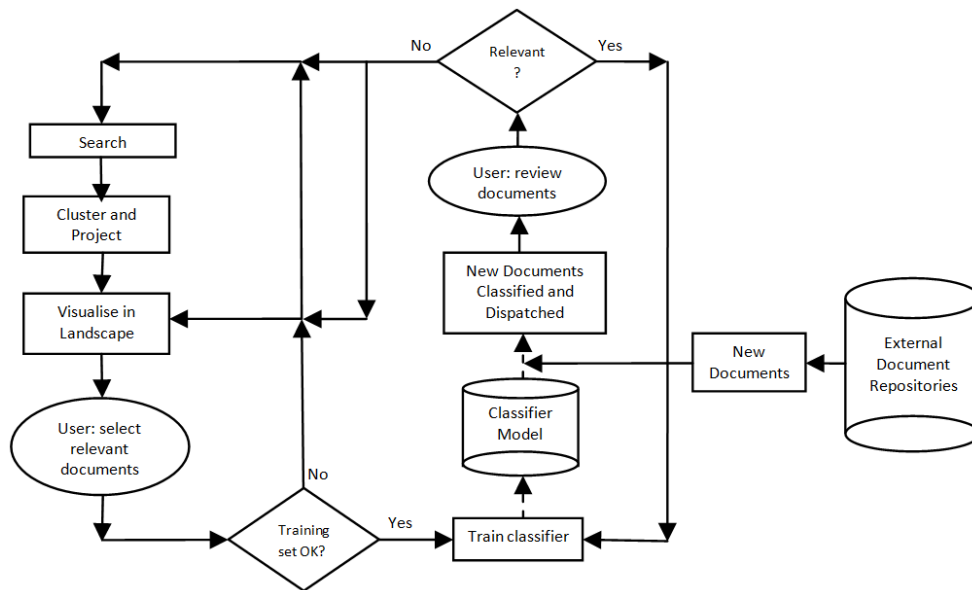 No
Relevant
?
Yes
Search
User: review
documents
Cluster and
Project
New Documents
Classified and
Dispatched
Visualise in
Landscape
New
Documents
External
Document
Repositories
Classifier
Model
User: select
relevant
documents
No
Training
set OK?
Yes
Train classifier